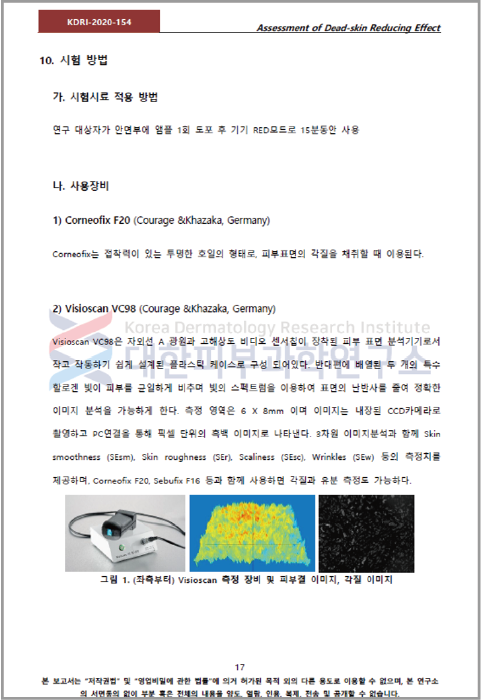 KDRI-2020-154
Assessment of Dead-skin Reducing Effect
10. 시험 방법
가. 시험시료 적용 방법
연구 대상자가 안면부에 앰플 1회 도포 후 기기 RED모드로 15분동안 사용
나. 사용장비
1) Corneofix F20 (Courage &Khazaka, Germany)
Corneofix는 접착력이 있는 투명한 호일의 형태로, 피부표면의 각질을 채취할 때 이용된다.
2) Visioscan VC98 (Courage &Khazaka, Germany)
Korea Dermatology Research Institute
대한피부과학연구소
Visioscan VC98은 자외선 A 광원과 고해상도 비디오 센서칩이 장착된 피부 표면 분석기기로서
작고 작동하기 쉽게 설계된 플라스틱 케이스로 구성 되어있다. 반대편에 배열된 두 개의 특수
할로겐 빛이 피부를 균일하게 비추며 빛의 스펙트럼을 이용하여 표면의 난반사를 줄여 정확한
이미지 분석을 가능하게 한다. 측정 영역은 6 X 8mm 이며 이미지는 내장된 CCD카메라로
촬영하고 PC연결을 통해 픽셀 단위의 흑백 이미지로 나타낸다. 3차원 이미지분석과 함께 Skin
smoothness (SEsm), Skin roughness (SEr), Scaliness (SEsc), Wrinkles (SEw) 등의 측정치를
제공하며, Corneofix F20, Sebufix F16 등과 함께 사용하면 각질과 유분 측정도 가능하다.
그림 1. (좌측부터) Visioscan 측정 장비 및 피부결 이미지, 각질 이미지
17
본 보고서는 "저작권법" 및 "영업비밀에 관한 법률"에 의거 허가된 목적 외의 다른 용도로 이용할 수 없으며, 본 연구소
의 서면동의 없이 부분 혹은 전체의 내용을 양도, 열람, 인용, 복제, 전송 및 공개할 수 없습니다.